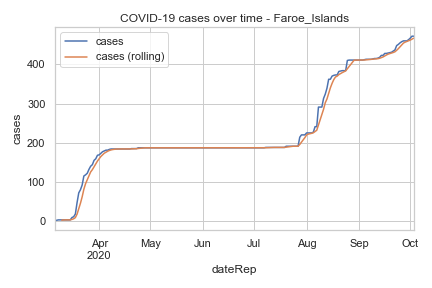 COVID-19 cases over time - Faroe_Islands
cases
cases (rolling)
cases
400
300
200
100
0
Apr
2020
May
Jun
Jul
Aug
Sep
Oct
dateRep